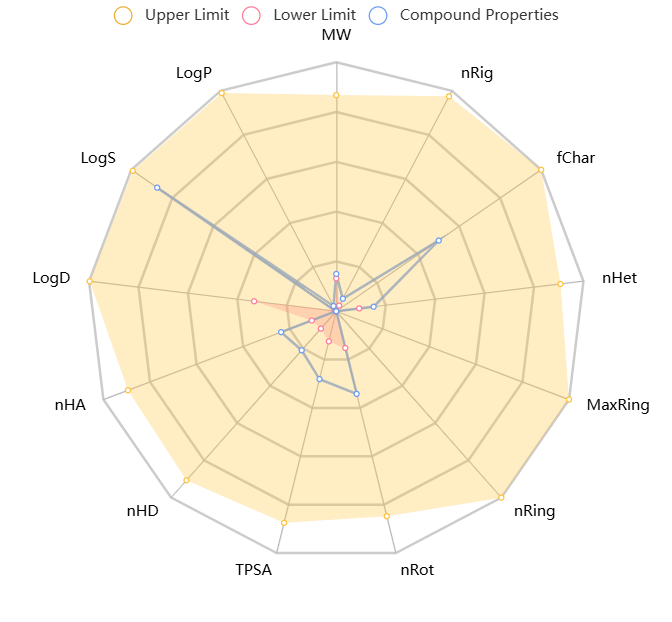 Upper Limit Lower Limit Compound Properties
MW
LogP nRig
LogS fChar
LogD nHet
nHA MaxRing
nHD nRing
TPSA nRot